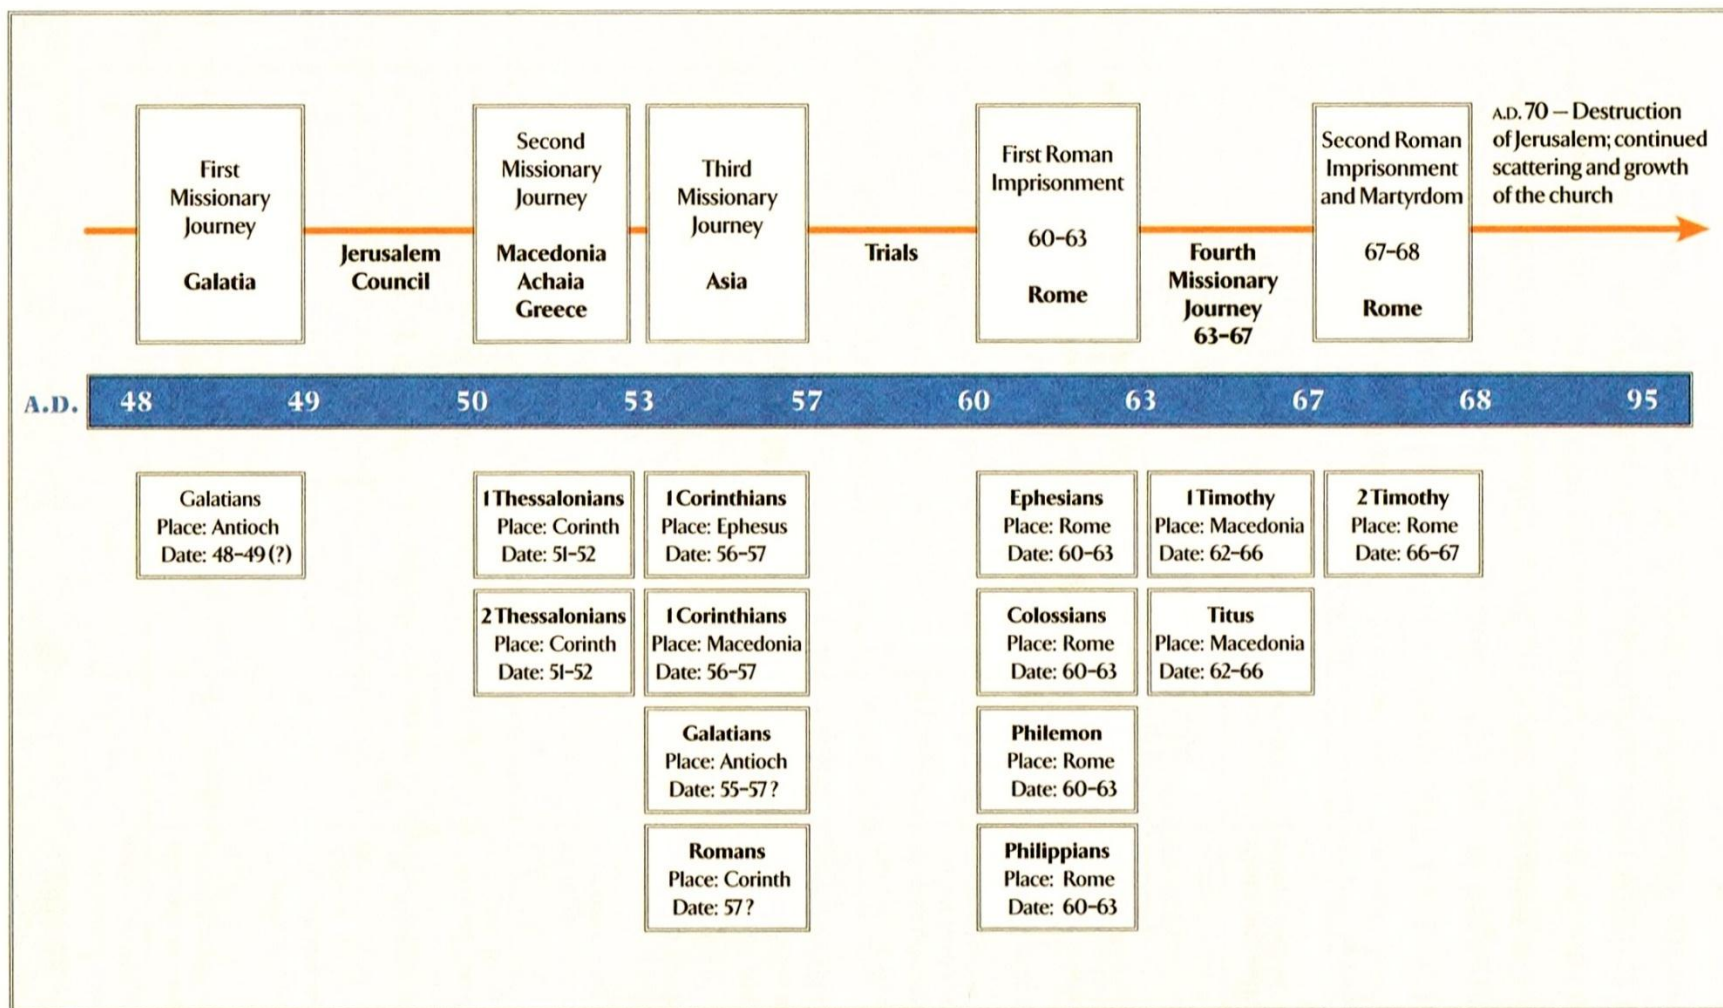 First
Missionary
Journey
Galatia
Jerusalem
Council
Second
Missionary
Journey
Macedonia
Achaia
Greece
Third
Missionary
Journey
Asia
Trials
First Roman
Imprisonment
60–63
Rome
Fourth
Missionary
Journey
63–67
Second Roman
Imprisonment
and Martyrdom
67–68
Rome
A.D. 70 – Destruction
of Jerusalem; continued
scattering and growth
of the church
A.D. 48 49 50 53 57 60 63 67 68 95
Galatians
Place: Antioch
Date: 48–49 (?)
1 Thessalonians
Place: Corinth
Date: 51–52
2 Thessalonians
Place: Corinth
Date: 51–52
1 Corinthians
Place: Ephesus
Date: 56–57
1 Corinthians
Place: Macedonia
Date: 56–57
Galatians
Place: Antioch
Date: 55–57?
Romans
Place: Corinth
Date: 57?
Ephesians
Place: Rome
Date: 60–63
Colossians
Place: Rome
Date: 60–63
Philemon
Place: Rome
Date: 60–63
Philippians
Place: Rome
Date: 60–63
1 Timothy
Place: Macedonia
Date: 62–66
Titus
Place: Macedonia
Date: 62–66
2 Timothy
Place: Rome
Date: 66–67